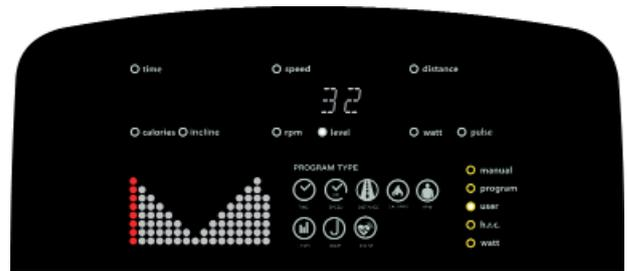 time speed distance
32
calories incline rpm level watt pulse
PROGRAM TYPE
manual
program
user
h.r.c.
watt